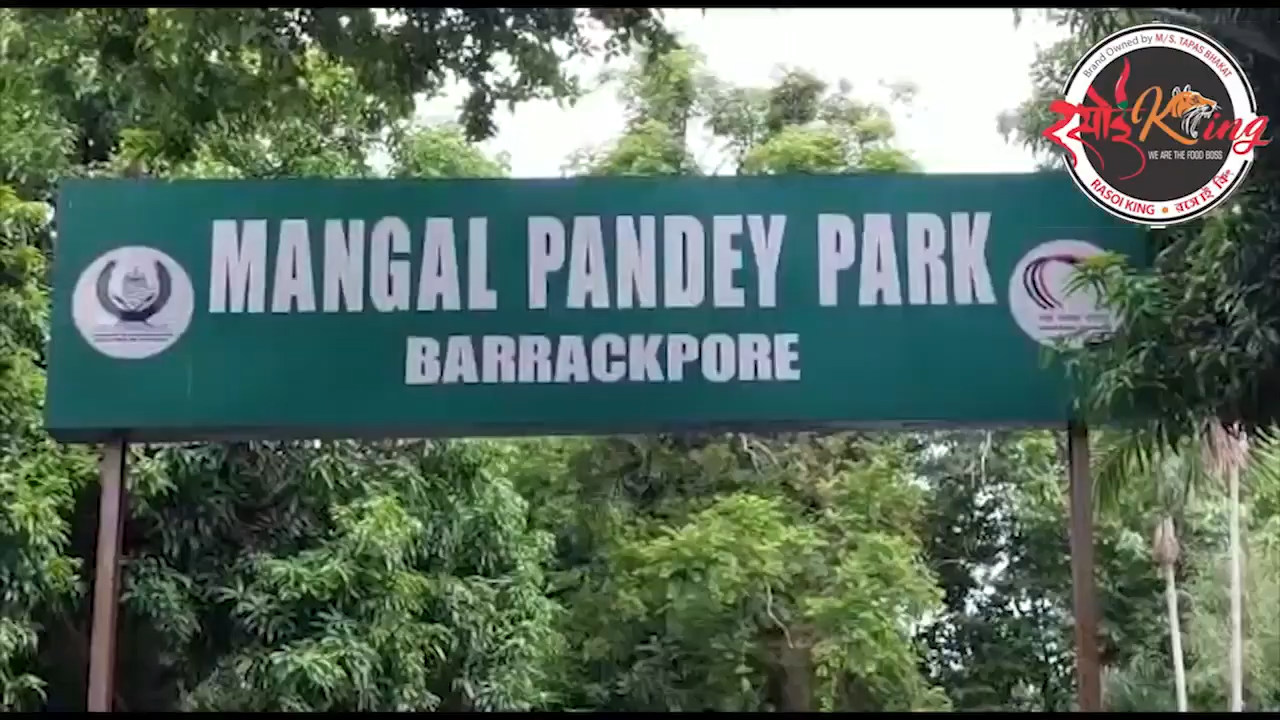 Brand Owned by M/S. TAPAS BHAKAT
रसोई King
WE ARE THE FOOD BOSS
RASOI KING •
MANGAL PANDEY PARK
BARRACKPORE